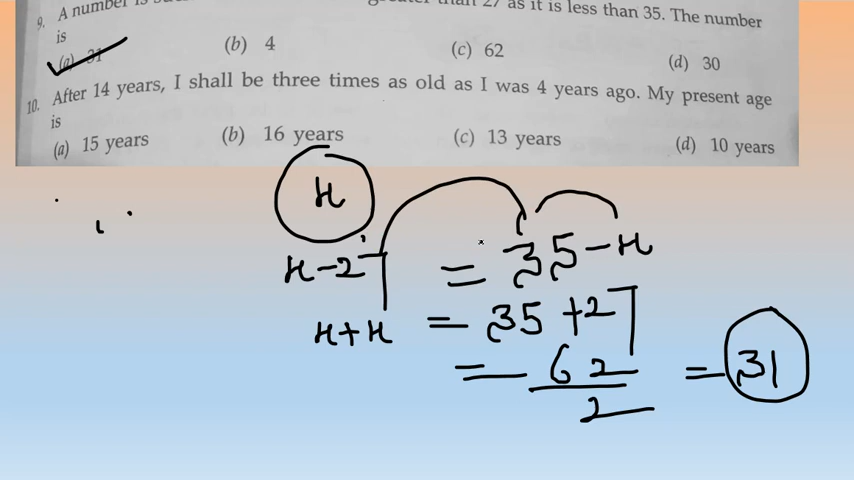 9. A number is greater than 27 as it is less than 35. The number
is
(a) 31 (b) 4 (c) 62 (d) 30
10. After 14 years, I shall be three times as old as I was 4 years ago. My present age
is
(a) 15 years (b) 16 years (c) 13 years (d) 10 years
x
x-27 = 35-x
x+x = 35+27
= 62/2 = 31